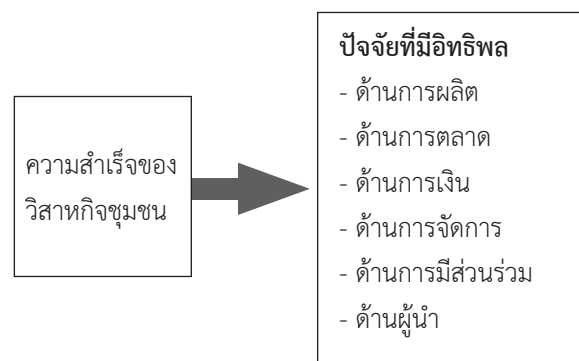 ความสำเร็จของ
วิสาหกิจชุมชน
ปัจจัยที่มีอิทธิพล
- ด้านการผลิต
- ด้านการตลาด
- ด้านการเงิน
- ด้านการจัดการ
- ด้านการมีส่วนร่วม
- ด้านผู้นำ